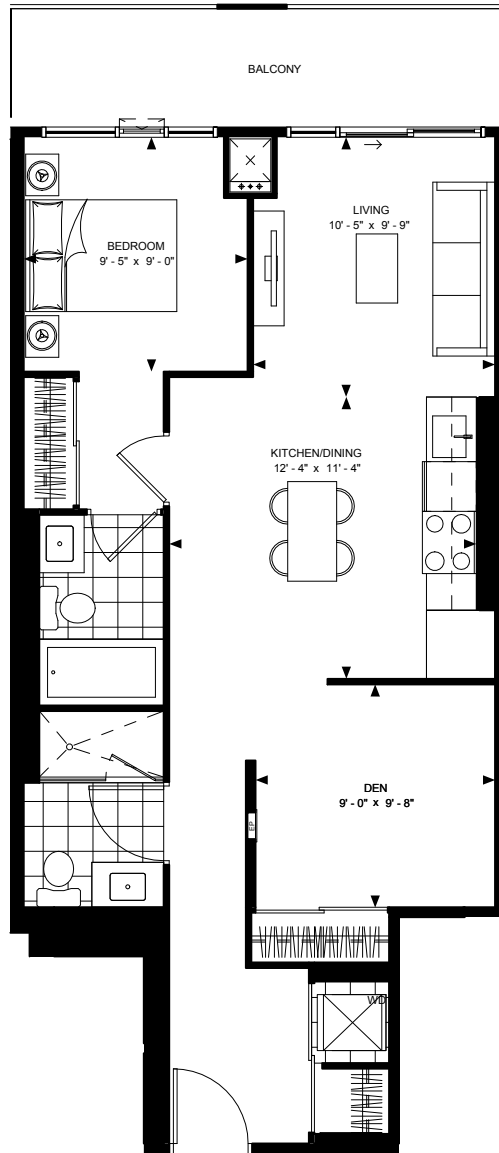 BALCONY
LIVING
10' - 5" x 9' - 9"
BEDROOM
9' - 5" x 9' - 0"
KITCHEN/DINING
12' - 4" x 11' - 4"
DEN
9' - 0" x 9' - 8"
EP
WD